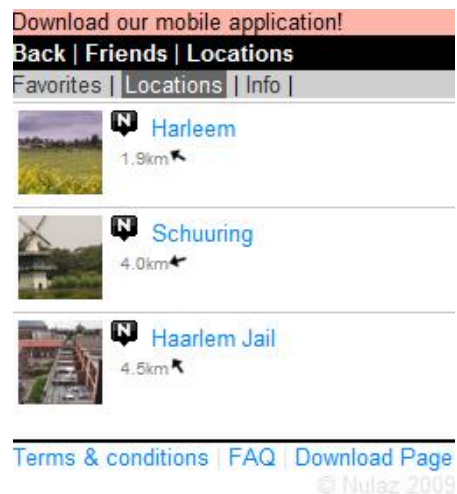 Download our mobile application!
Back | Friends | Locations
Favorites | Locations | Info |
N Harleem
1.9km
N Schuuring
4.0km
N Haarlem Jail
4.5km
Terms & conditions | FAQ | Download Page
© Nulaz 2009